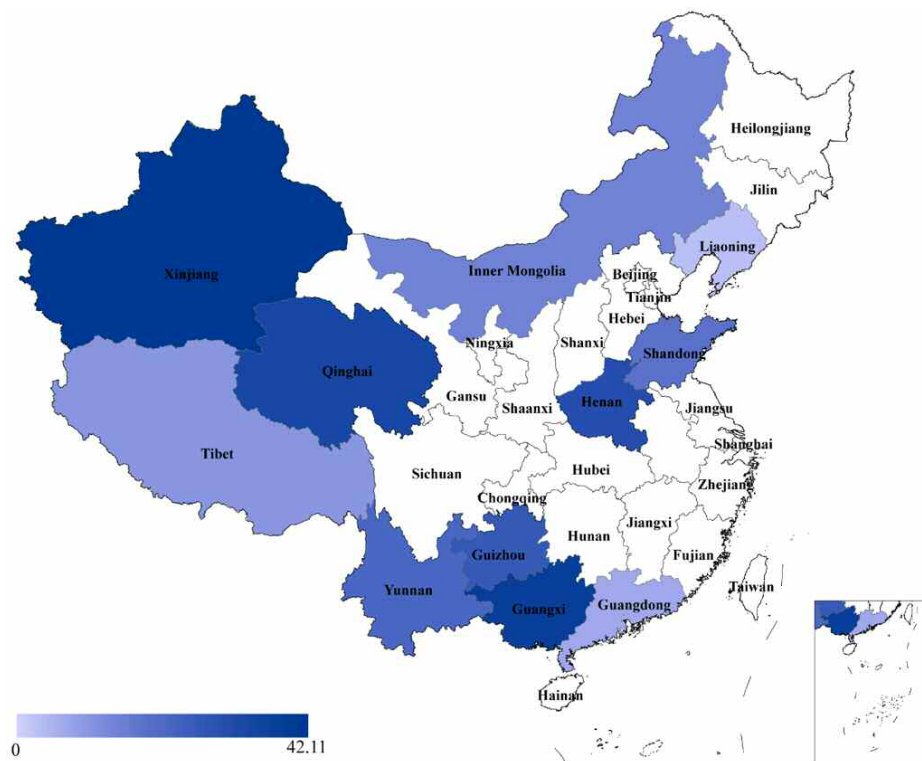 Heilongjiang
Jilin
Liaoning
Xinjiang
Inner Mongolia
Beijing
Tianjin
Hebei
Ningxia
Shanxi
Shandong
Qinghai
Gansu
Shaanxi
Henan
Jiangsu
Shanghai
Tibet
Sichuan
Hubei
Zhejiang
Chongqing
Hunan
Jiangxi
Guizhou
Fujian
Yunnan
Guangxi
Guangdong
Taiwan
Hainan
0
42.11